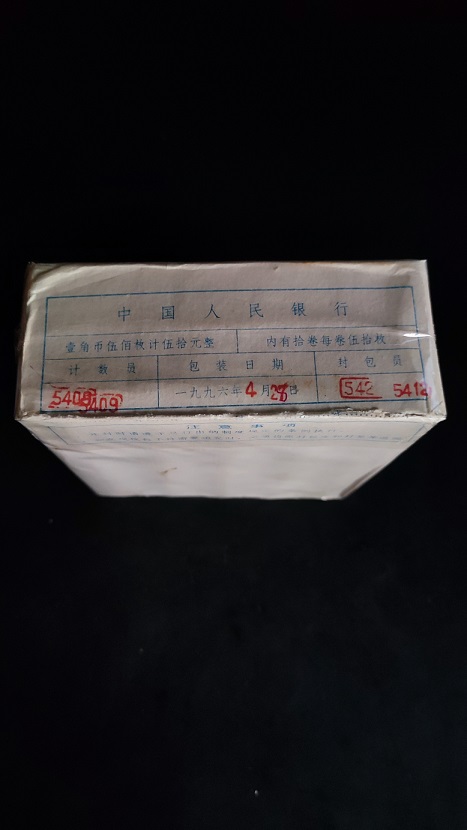 中国人民银行
壹角币伍佰枚计伍拾元整 内有拾卷每卷伍拾枚
计数员 包装日期 封包员
5409 5409 一九九六年4月28日 542 5412
注意事项